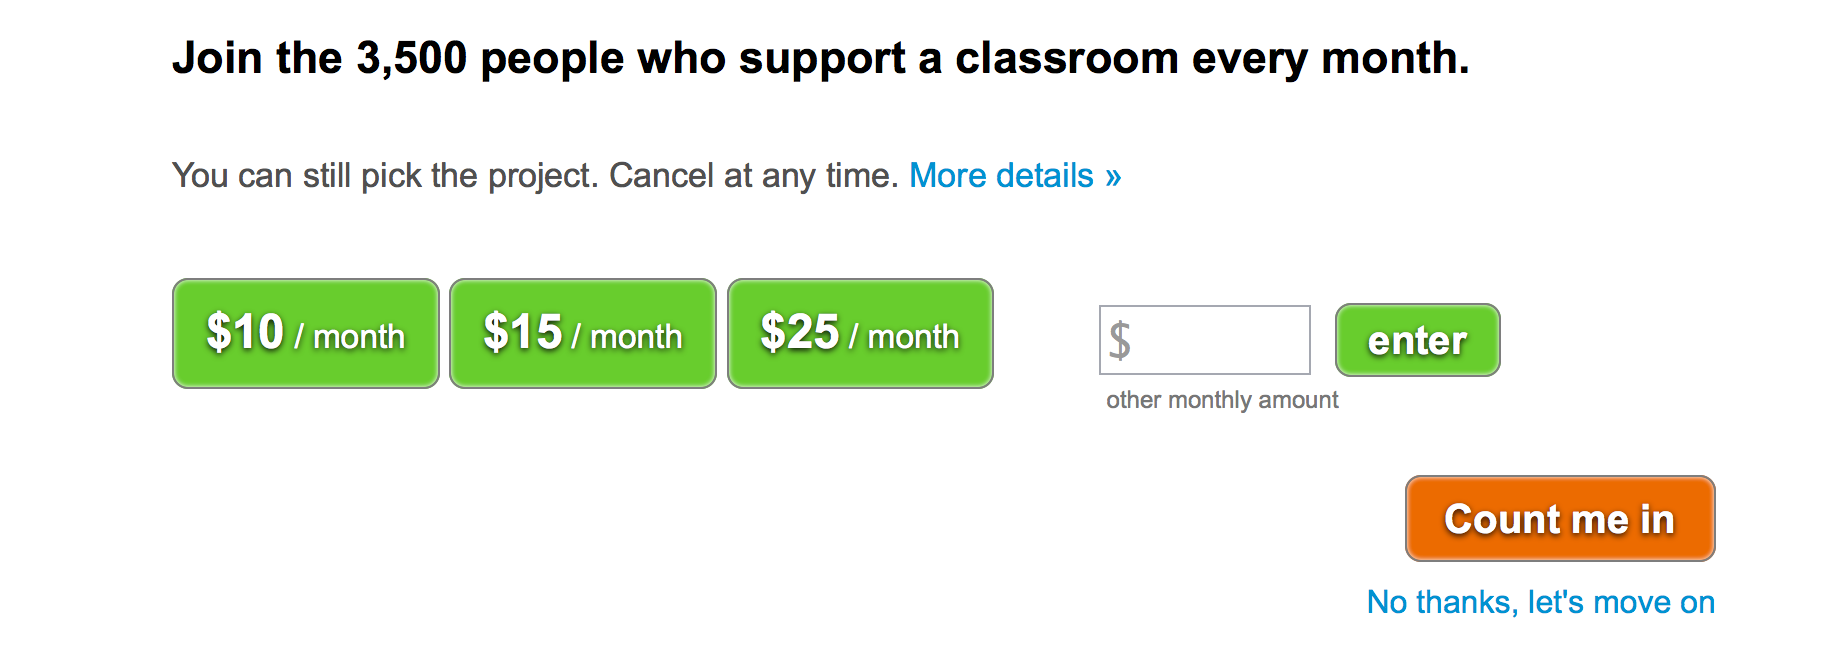 Join the 3,500 people who support a classroom every month.
You can still pick the project. Cancel at any time. More details »
$10 / month $15 / month $25 / month $ enter
other monthly amount
Count me in
No thanks, let's move on